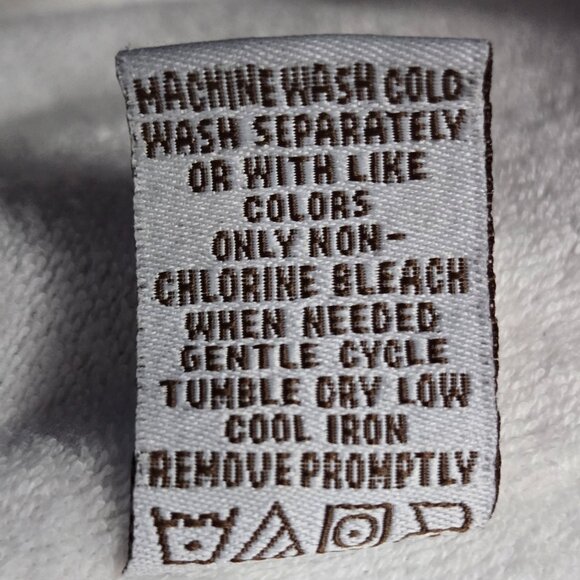 MACHINE WASH COLD
WASH SEPARATELY
OR WITH LIKE
COLORS
ONLY NON-
CHLORINE BLEACH
WHEN NEEDED
GENTLE CYCLE
TUMBLE DRY LOW
COOL IRON
REMOVE PROMPTLY